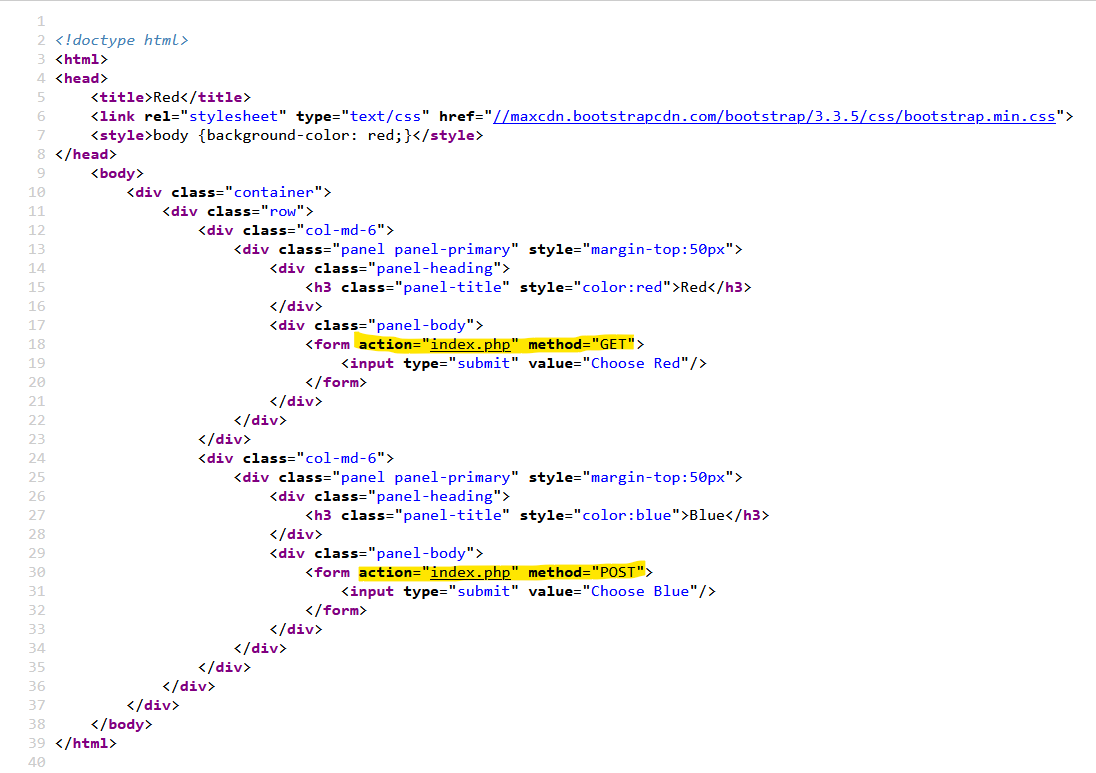 1
2 <!doctype html>
3 <html>
4 <head>
5     <title>Red</title>
6     <link rel="stylesheet" type="text/css" href="//maxcdn.bootstrapcdn.com/bootstrap/3.3.5/css/bootstrap.min.css">
7     <style>body {background-color: red;}</style>
8 </head>
9     <body>
10         <div class="container">
11             <div class="row">
12                 <div class="col-md-6">
13                     <div class="panel panel-primary" style="margin-top:50px">
14                         <div class="panel-heading">
15                             <h3 class="panel-title" style="color:red">Red</h3>
16                         </div>
17                         <div class="panel-body">
18                             <form action="index.php" method="GET">
19                                 <input type="submit" value="Choose Red"/>
20                             </form>
21                         </div>
22                     </div>
23                 </div>
24                 <div class="col-md-6">
25                     <div class="panel panel-primary" style="margin-top:50px">
26                         <div class="panel-heading">
27                             <h3 class="panel-title" style="color:blue">Blue</h3>
28                         </div>
29                         <div class="panel-body">
30                             <form action="index.php" method="POST">
31                                 <input type="submit" value="Choose Blue"/>
32                             </form>
33                         </div>
34                     </div>
35                 </div>
36             </div>
37         </div>
38     </body>
39 </html>
40